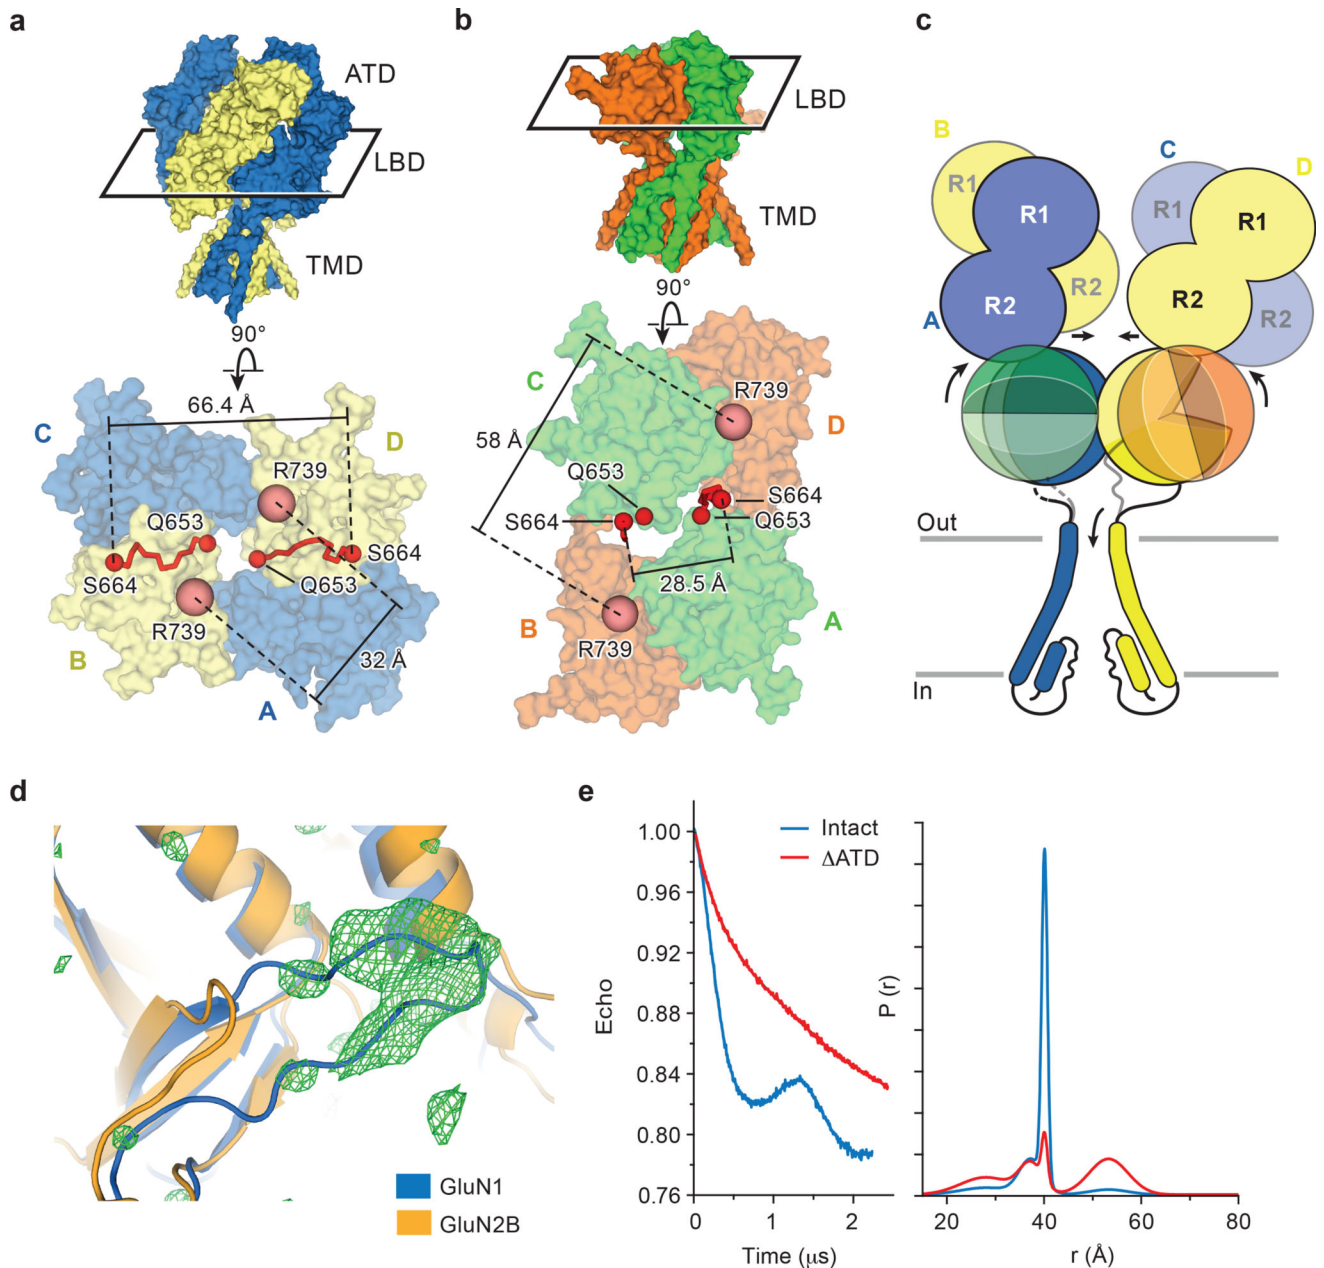 a
ATD
LBD
TMD
90°
66.4 Å
C
D
R739
Q653
S664
S664
Q653
R739
B
32 Å
A
b
LBD
TMD
90°
C
R739
D
58 Å
Q653
S664
S664
Q653
28.5 Å
B
R739
A
c
B
C
D
R1
R1
R1
R1
R2
R2
R2
R2
A
Out
In
d
GluN1
GluN2B
e
Intact
ΔATD
1.00
0.96
0.92
0.88
0.84
0.80
0.76
Echo
0
1
2
Time (μs)
P (r)
20
40
60
80
r (Å)